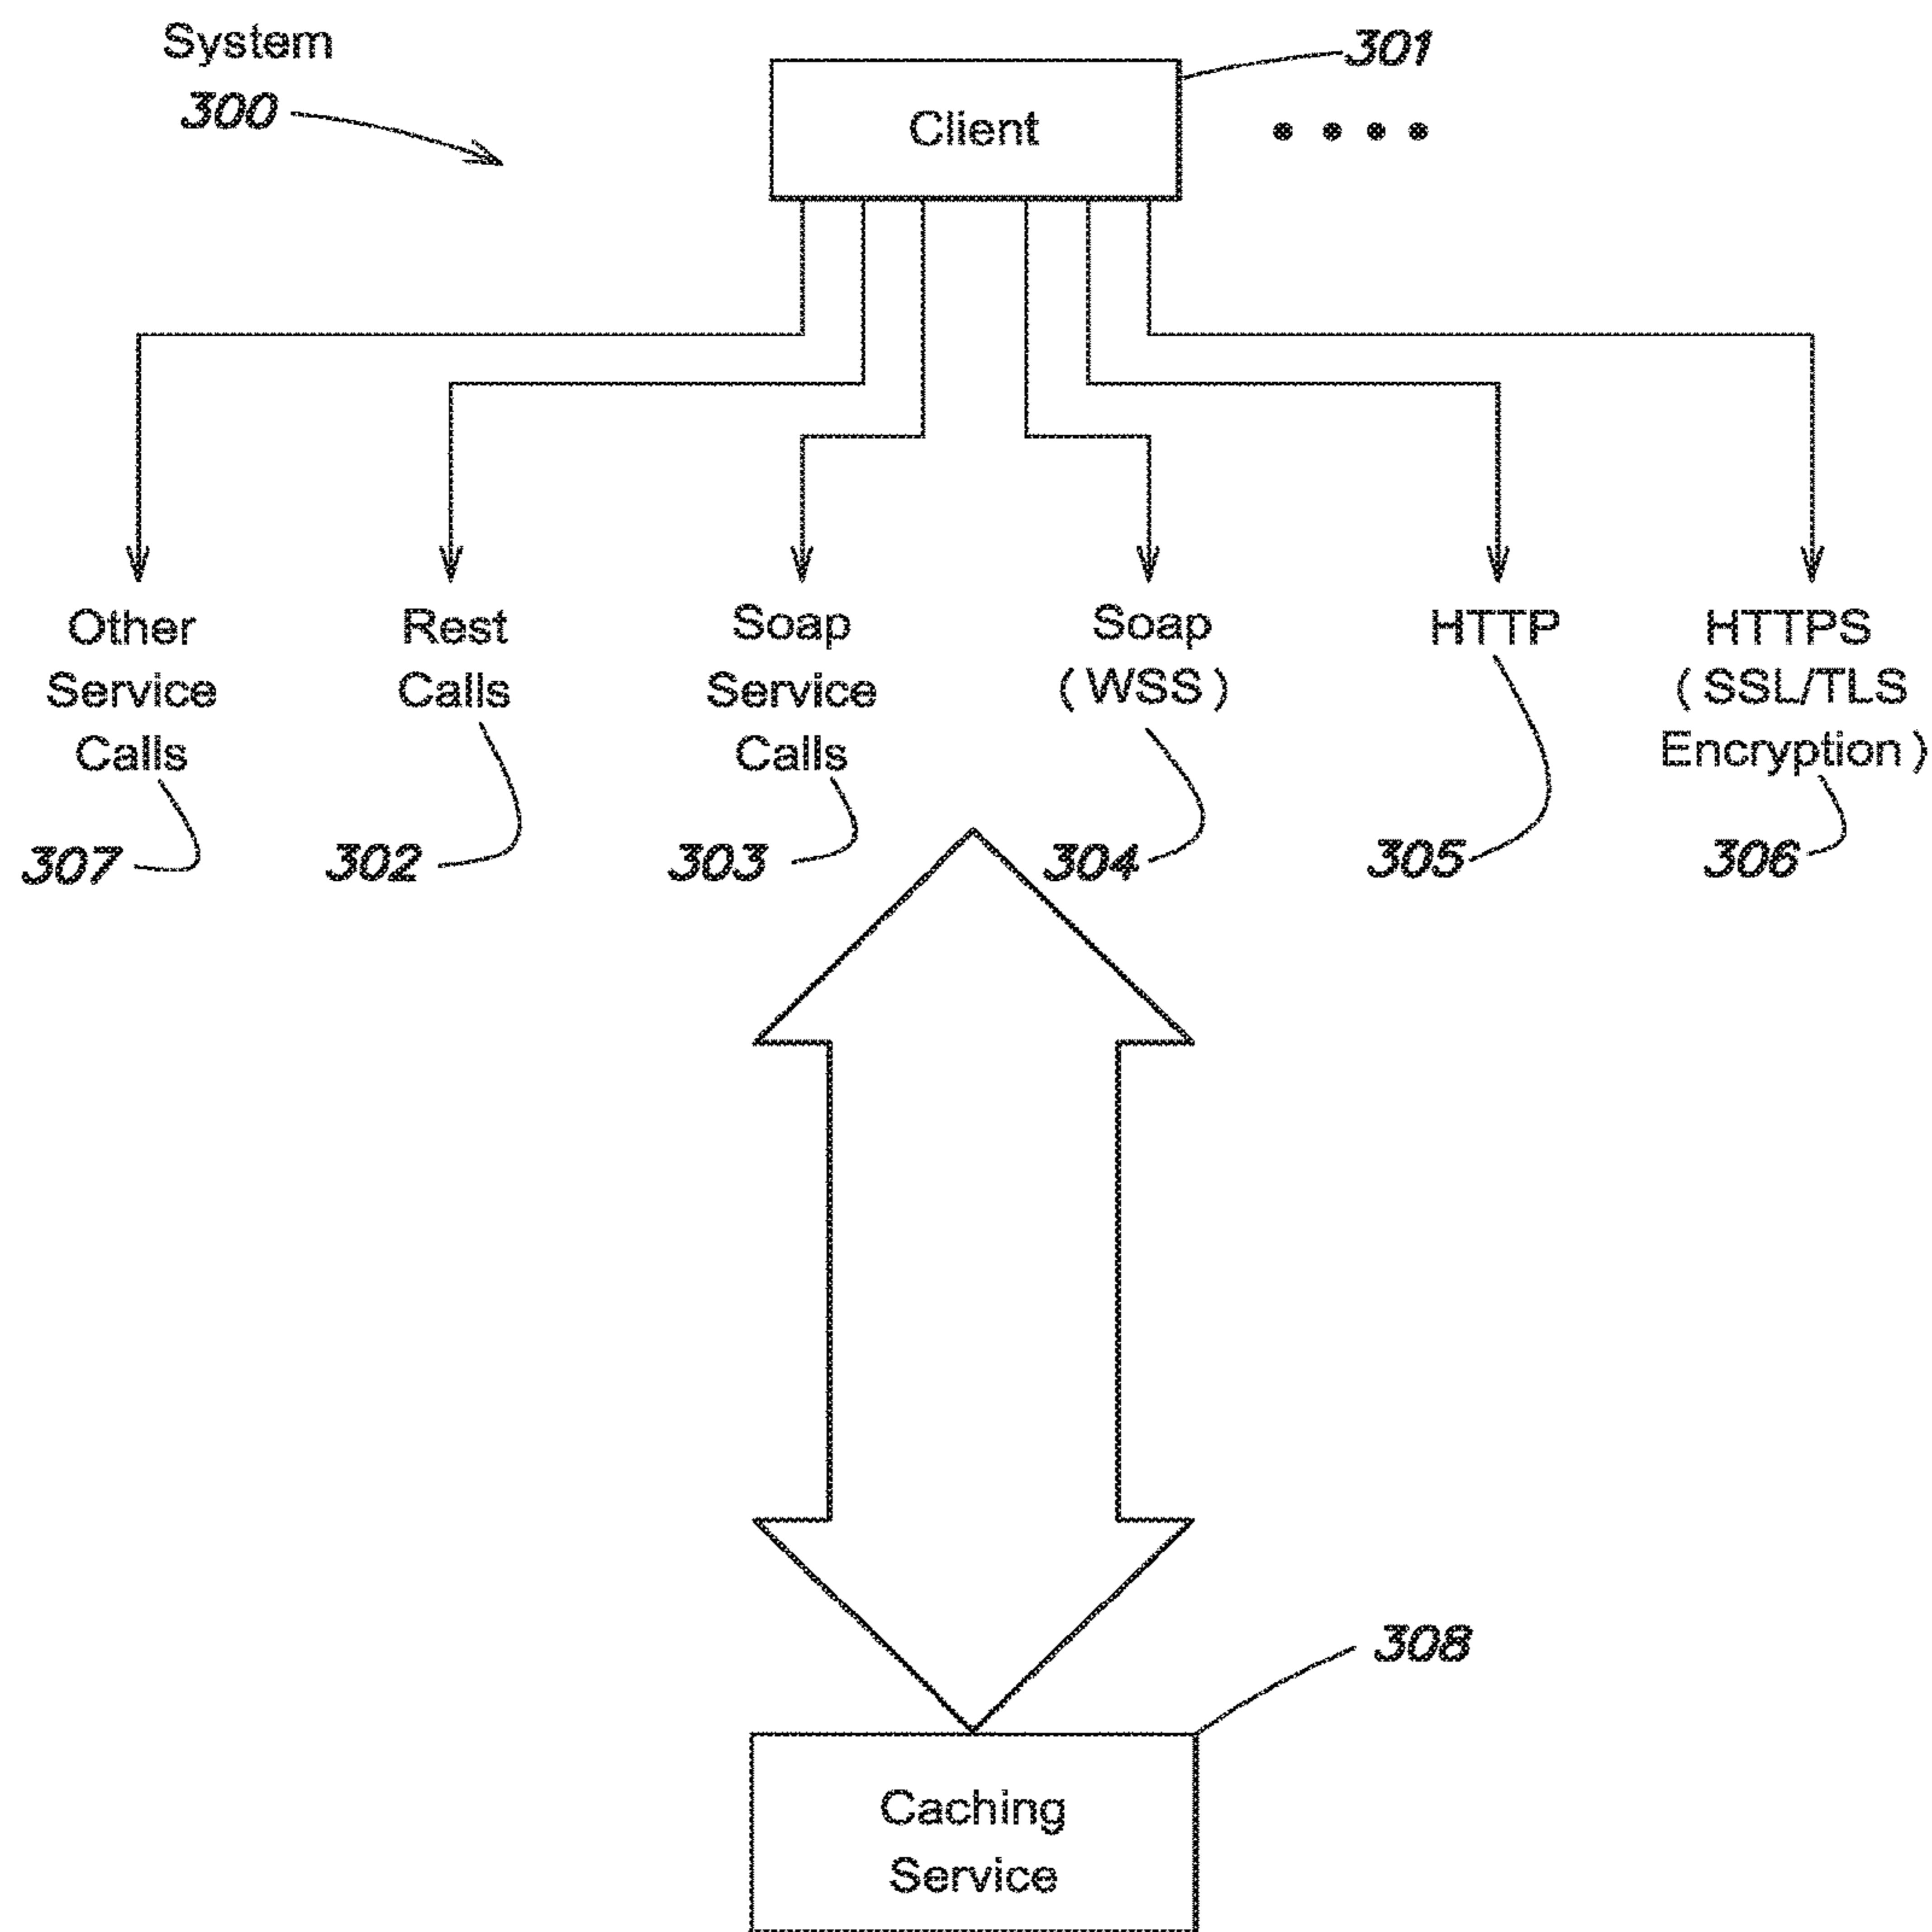 System
300
301
Client
Other
Service
Calls
Rest
Calls
Soap
Service
Calls
Soap
(WSS)
HTTP
HTTPS
(SSL/TLS
Encryption)
307
302
303
304
305
306
308
Caching
Service